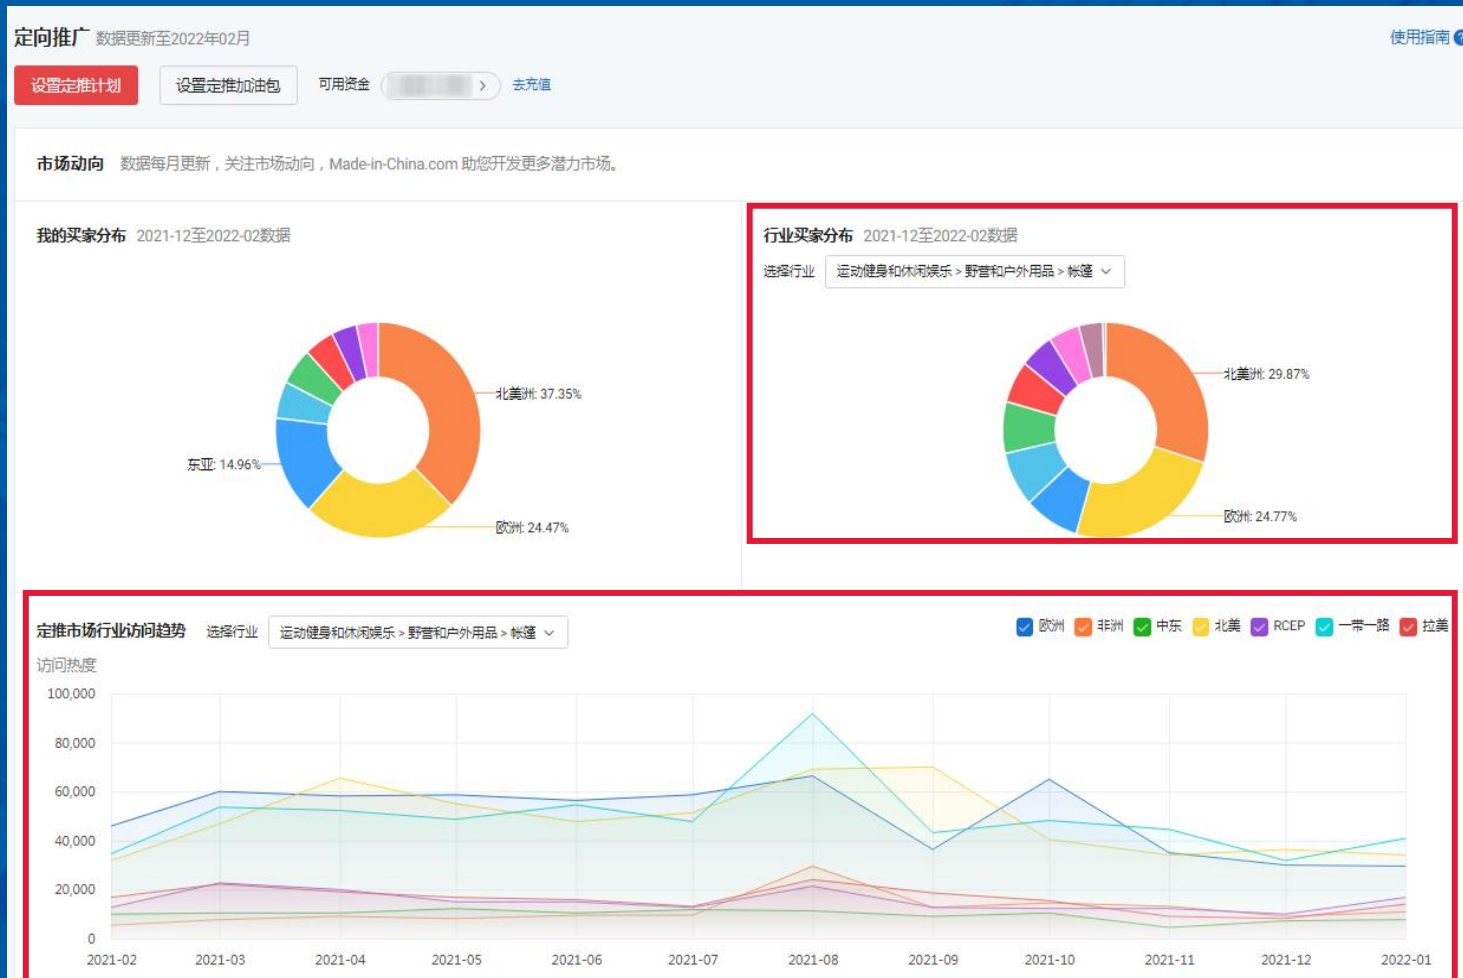 定向推广 数据更新至2022年02月 使用指南
设置定推计划 设置定推加油包 可用资金 去充值
市场动向 数据每月更新，关注市场动向，Made-in-China.com 助您开发更多潜力市场。
我的买家分布 2021-12至2022-02数据
北美洲: 37.35%
东亚: 14.96%
欧洲: 24.47%
行业买家分布 2021-12至2022-02数据
选择行业 运动健身和休闲娱乐 > 野营和户外用品 > 帐篷
北美洲: 29.87%
欧洲: 24.77%
定推市场行业访问趋势 选择行业 运动健身和休闲娱乐 > 野营和户外用品 > 帐篷
欧洲 非洲 中东 北美 RCEP 一带一路 拉美
访问热度
100,000
80,000
60,000
40,000
20,000
0
2021-02 2021-03 2021-04 2021-05 2021-06 2021-07 2021-08 2021-09 2021-10 2021-11 2021-12 2022-01